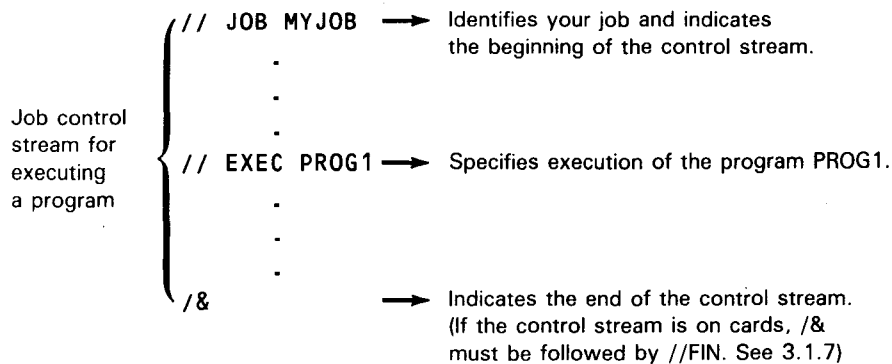 // JOB MYJOB → Identifies your job and indicates
the beginning of the control stream.
.
.
.
Job control
stream for
executing
a program
// EXEC PROG1 → Specifies execution of the program PROG1.
.
.
.
/& → Indicates the end of the control stream.
(If the control stream is on cards, /&
must be followed by //FIN. See 3.1.7)